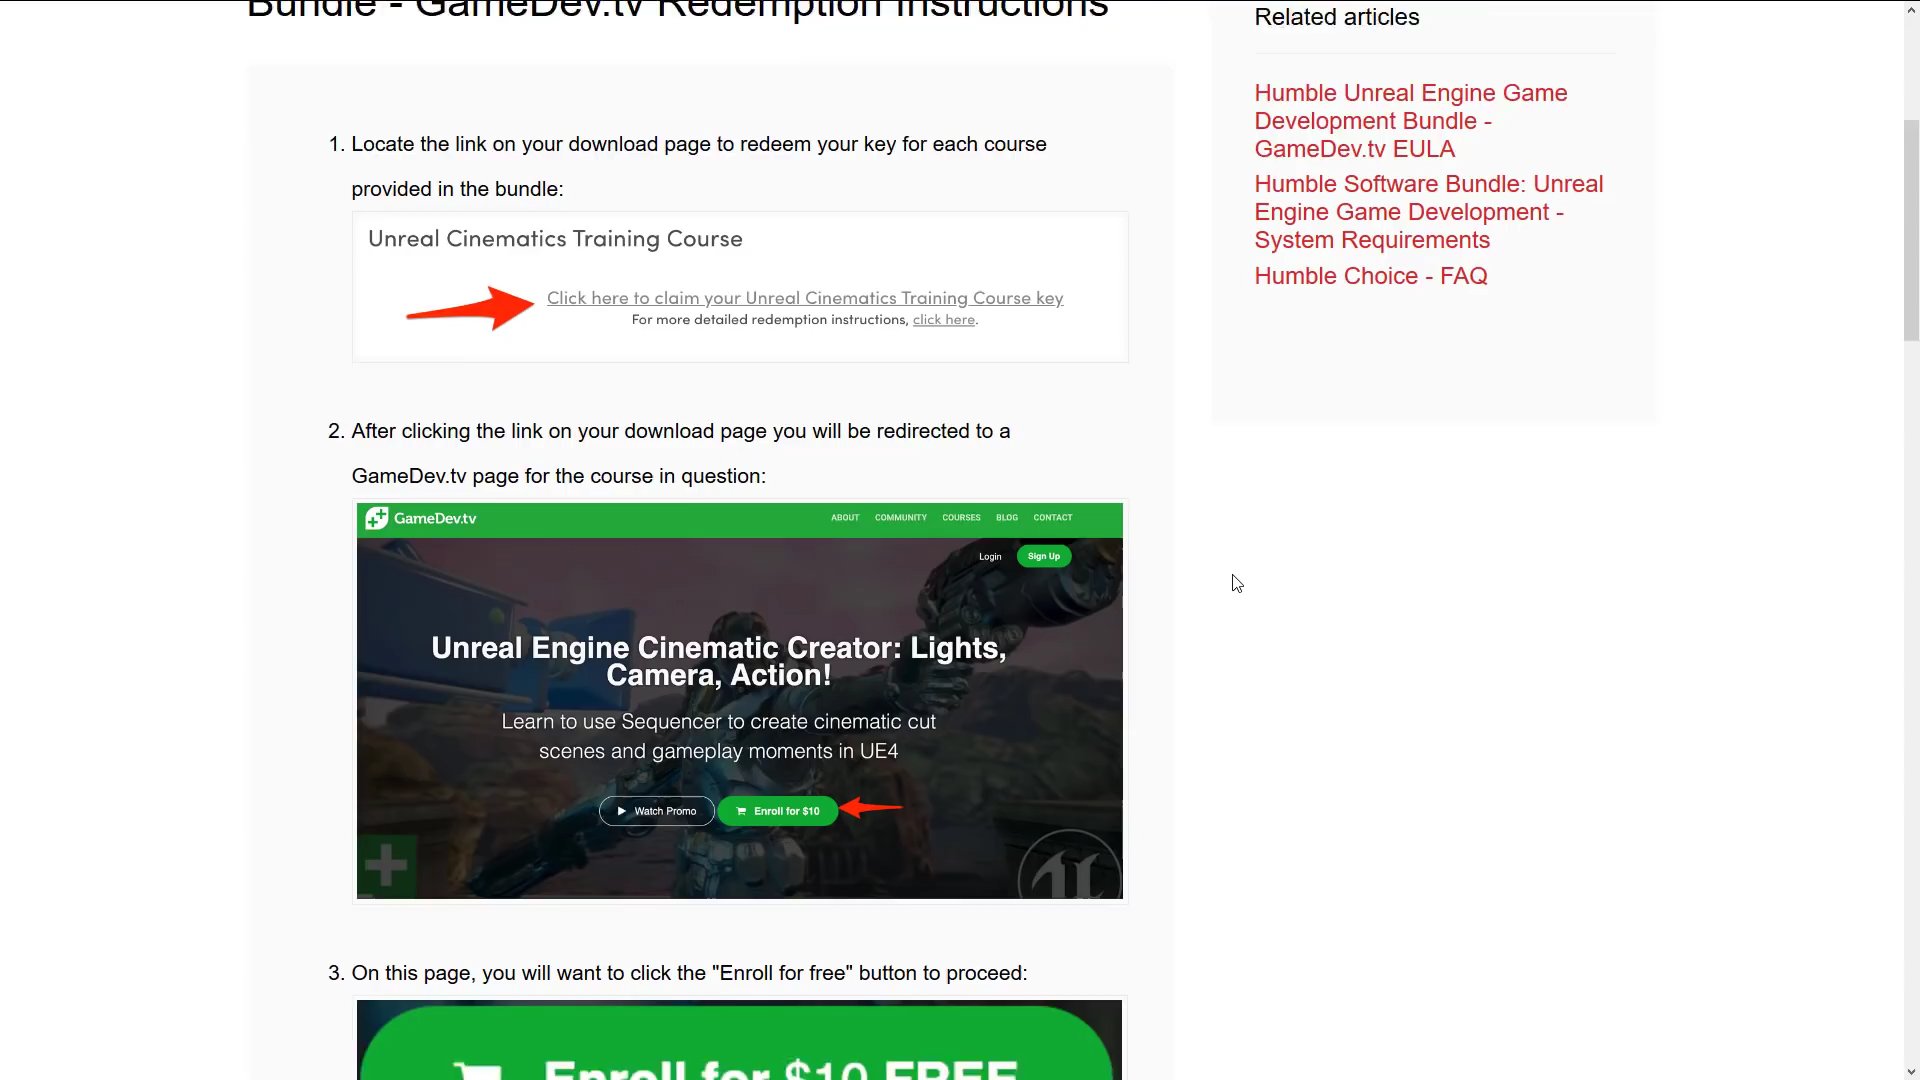 Bundle - GameDev.tv Redemption Instructions
1. Locate the link on your download page to redeem your key for each course
provided in the bundle:
Unreal Cinematics Training Course
Click here to claim your Unreal Cinematics Training Course key
For more detailed redemption instructions, click here.
2. After clicking the link on your download page you will be redirected to a
GameDev.tv page for the course in question:
GameDev.tv
ABOUT COMMUNITY COURSES BLOG CONTACT
Login Sign Up
Unreal Engine Cinematic Creator: Lights,
Camera, Action!
Learn to use Sequencer to create cinematic cut
scenes and gameplay moments in UE4
Watch Promo Enroll for $10
3. On this page, you will want to click the "Enroll for free" button to proceed:
Enroll for $10 FREE
Related articles
Humble Unreal Engine Game
Development Bundle -
GameDev.tv EULA
Humble Software Bundle: Unreal
Engine Game Development -
System Requirements
Humble Choice - FAQ